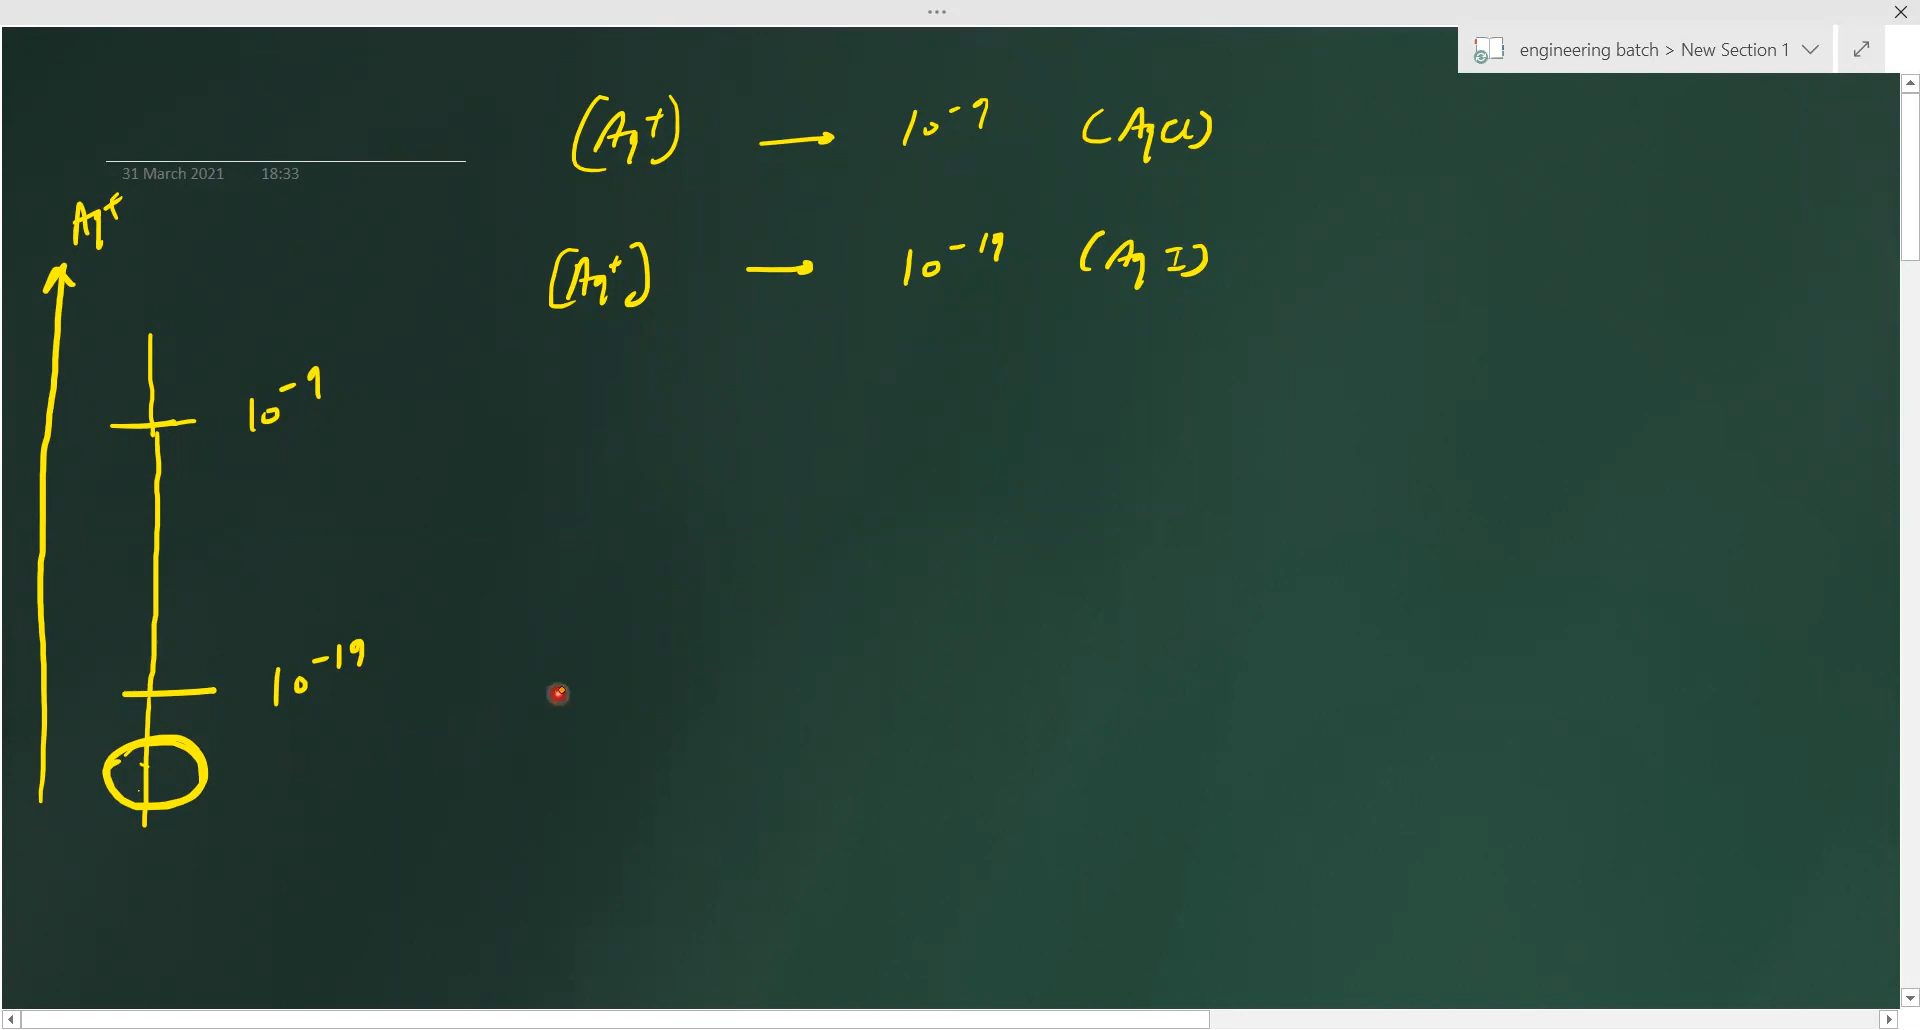 engineering batch > New Section 1
[Ag⁺] → 10⁻⁹ (AgCl)
31 March 2021 18:33
Ag⁺
[Ag⁺] → 10⁻¹⁹ (AgI)
10⁻⁹
10⁻¹⁹